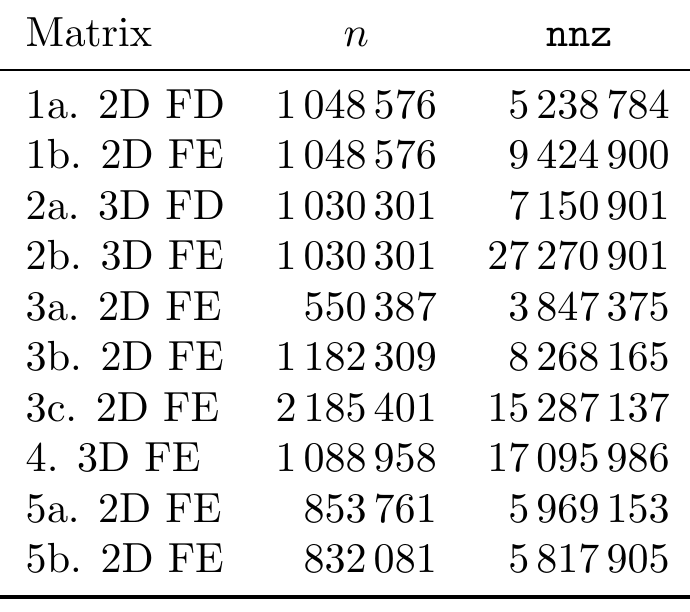 Matrix n nnz
1a. 2D FD 1 048 576 5 238 784
1b. 2D FE 1 048 576 9 424 900
2a. 3D FD 1 030 301 7 150 901
2b. 3D FE 1 030 301 27 270 901
3a. 2D FE 550 387 3 847 375
3b. 2D FE 1 182 309 8 268 165
3c. 2D FE 2 185 401 15 287 137
4. 3D FE 1 088 958 17 095 986
5a. 2D FE 853 761 5 969 153
5b. 2D FE 832 081 5 817 905